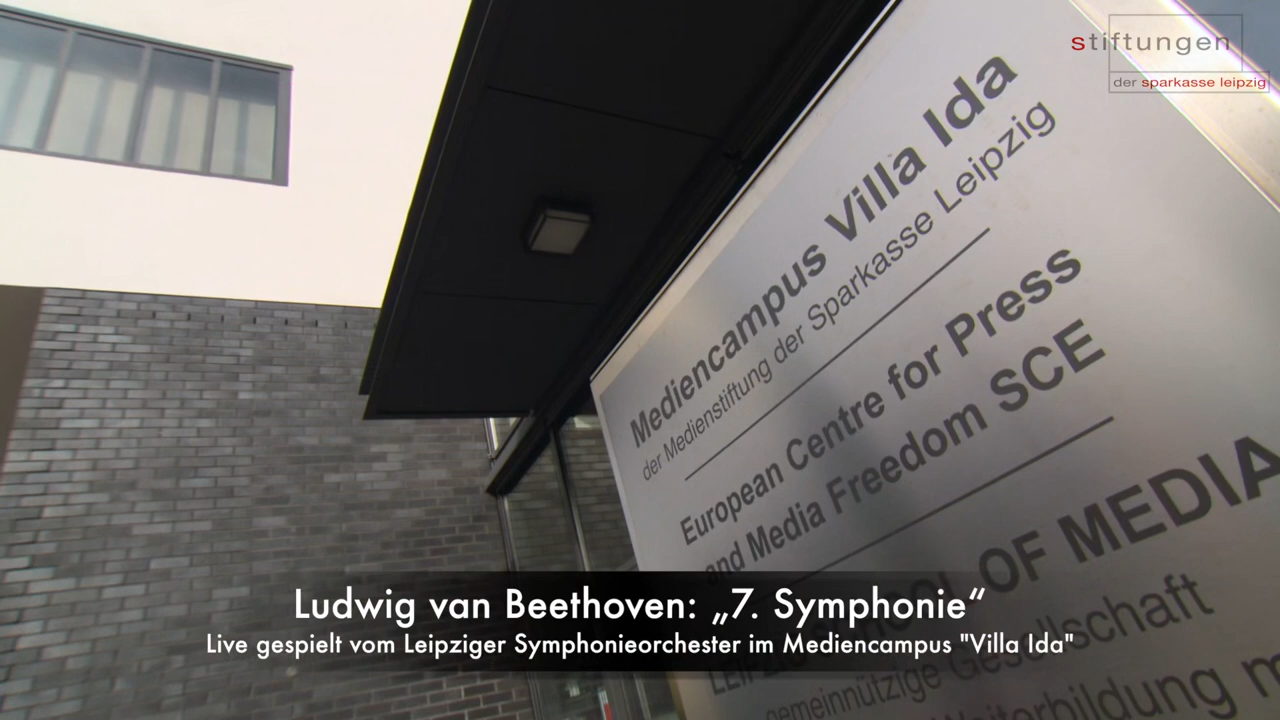 stiftungen
der sparkasse leipzig
Mediencampus Villa Ida
der Medienstiftung der Sparkasse Leipzig
European Centre for Press
and Media Freedom SCE
OF MEDIA
gemeinnützige Gesellschaft
Weiterbildung
Ludwig van Beethoven: „7. Symphonie“
Live gespielt vom Leipziger Symphonieorchester im Mediencampus "Villa Ida"